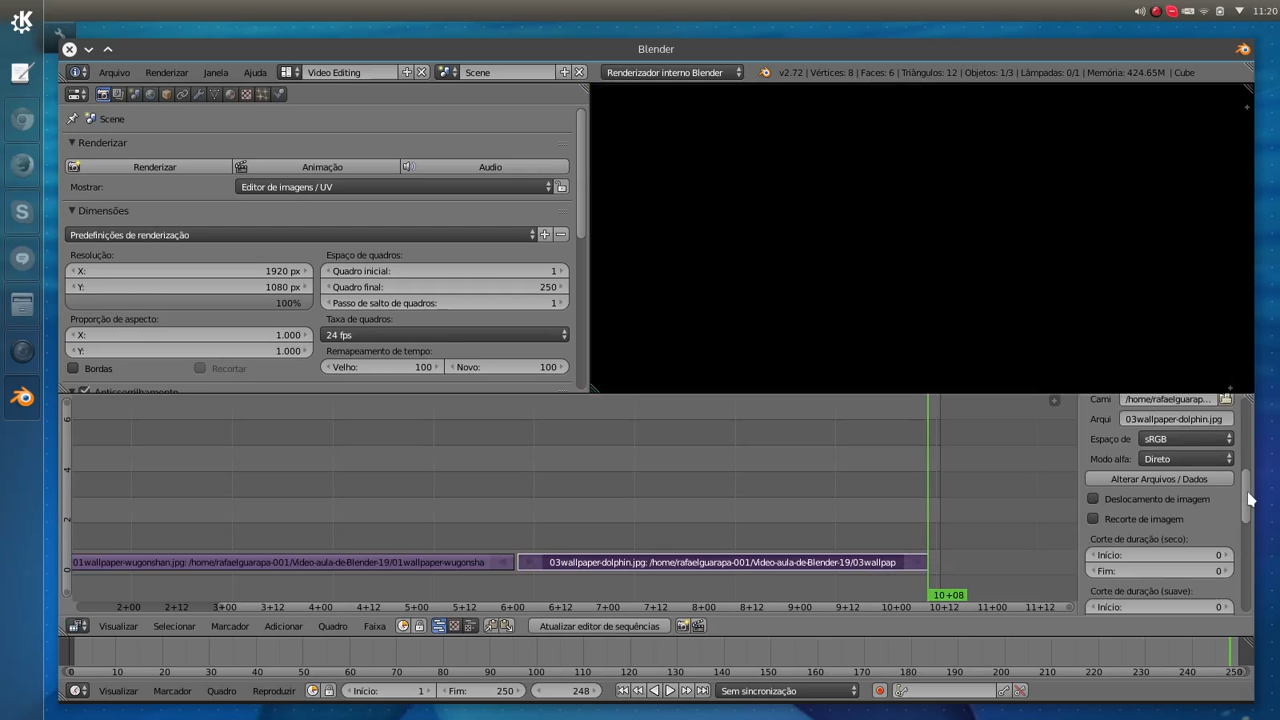 11:20
Blender
Arquivo Renderizar Janela Ajuda Video Editing Scene Renderizador interno Blender v2.72 | Vértices: 8 | Faces: 6 | Triângulos: 12 | Objetos: 1/3 | Lâmpadas: 0/1 | Memória: 424.65M | Cube
Scene
Renderizar
Renderizar Animação Audio
Mostrar: Editor de imagens / UV
Dimensões
Predefinições de renderização
Resolução: Espaço de quadros:
X: 1920 px Quadro inicial: 1
Y: 1080 px Quadro final: 250
100% Passo de salto de quadros: 1
Proporção de aspecto: Taxa de quadros:
X: 1.000 24 fps
Y: 1.000 Remapeamento de tempo:
Bordas Recortar Velho: 100 Novo: 100
Antisserrilhamento
Cami /home/rafaelguarap...
Arqui 03wallpaper-dolphin.jpg
Espaço de sRGB
Modo alfa: Direto
Alterar Arquivos / Dados
Deslocamento de imagem
Recorte de imagem
Corte de duração (seco):
Início: 0
Fim: 0
Corte de duração (suave):
Início: 0
6
4
2
0
01wallpaper-wugonshan.jpg: /home/rafaelguarapa-001/Video-aula-de-Blender-19/01wallpaper-wugonsha 03wallpaper-dolphin.jpg: /home/rafaelguarapa-001/Video-aula-de-Blender-19/03wallpap
10+08
2+00 2+12 3+00 3+12 4+00 4+12 5+00 5+12 6+00 6+12 7+00 7+12 8+00 8+12 9+00 9+12 10+00 10+12 11+00 11+12
Visualizar Selecionar Marcador Adicionar Quadro Faixa Atualizar editor de sequências
0 10 20 30 40 50 60 70 80 90 100 110 120 130 140 150 160 170 180 190 200 210 220 230 240 250
Visualizar Marcador Quadro Reproduzir Início: 1 Fim: 250 248 Sem sincronização